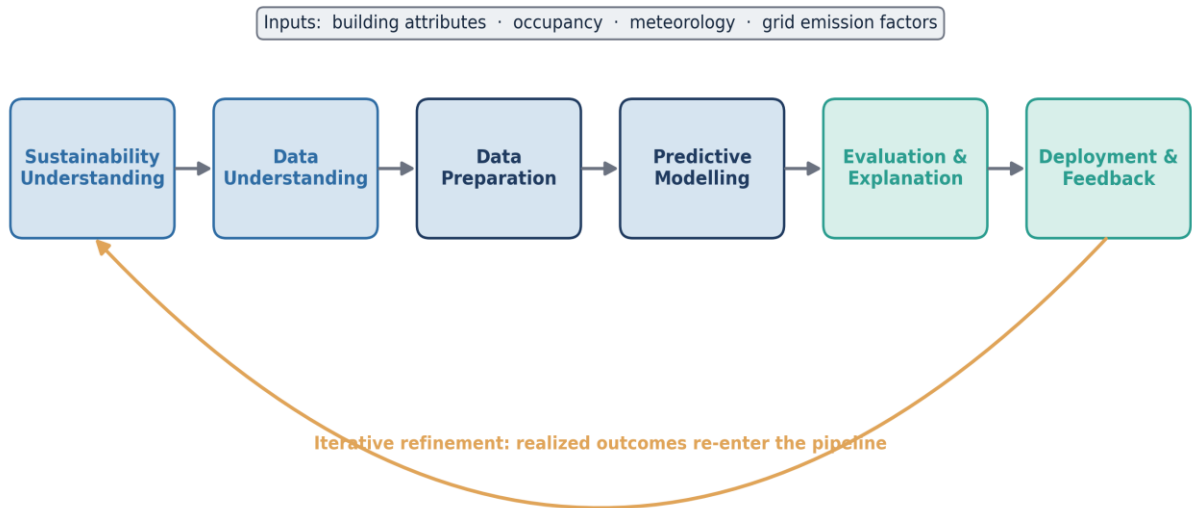 Inputs:  building attributes  ·  occupancy  ·  meteorology  ·  grid emission factors
Sustainability
Understanding
Data
Understanding
Data
Preparation
Predictive
Modelling
Evaluation &
Explanation
Deployment &
Feedback
Iterative refinement: realized outcomes re-enter the pipeline